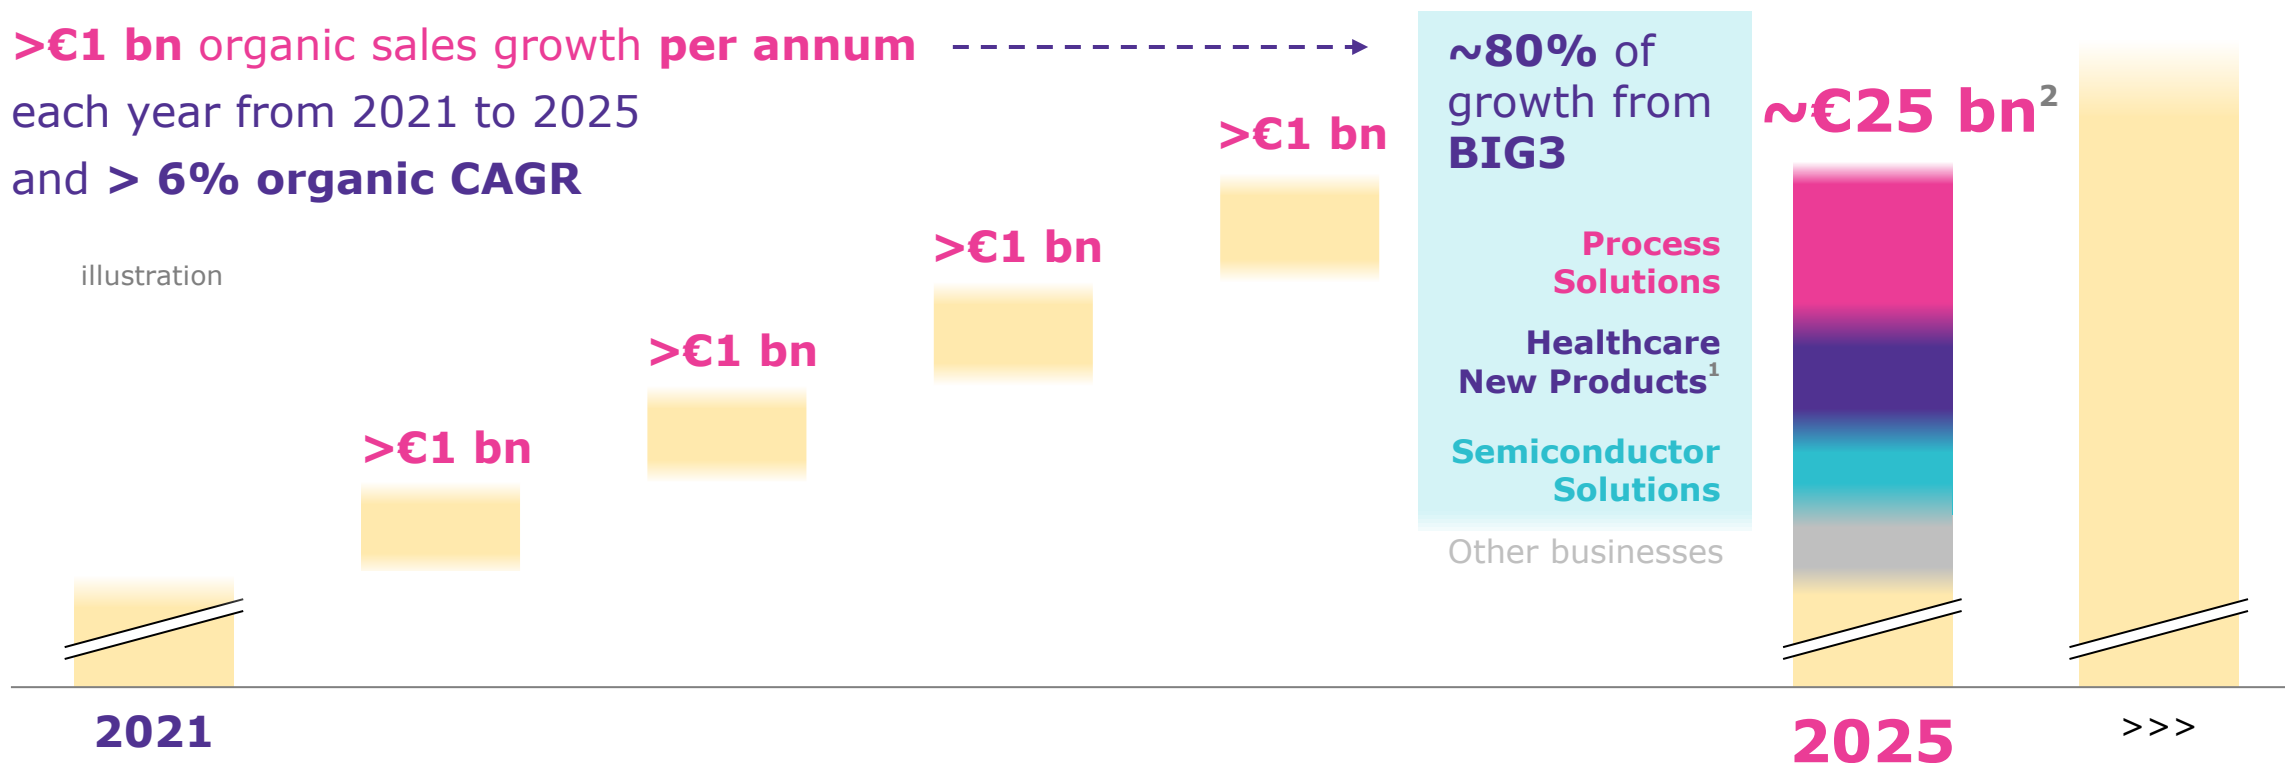 >€1 bn organic sales growth per annum
each year from 2021 to 2025
and > 6% organic CAGR
illustration
>€1 bn
>€1 bn
>€1 bn
>€1 bn
~80% of
growth from
BIG3
Process
Solutions
Healthcare
New Products1
Semiconductor
Solutions
Other businesses
~€25 bn2
2021
2025
>>>